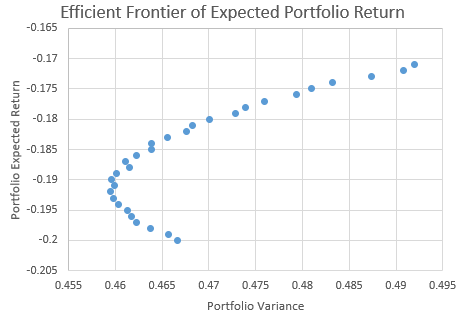 Efficient Frontier of Expected Portfolio Return
-0.165
-0.17
-0.175
-0.18
-0.185
-0.19
-0.195
-0.2
-0.205
Portfolio Expected Return
0.455 0.46 0.465 0.47 0.475 0.48 0.485 0.49 0.495
Portfolio Variance